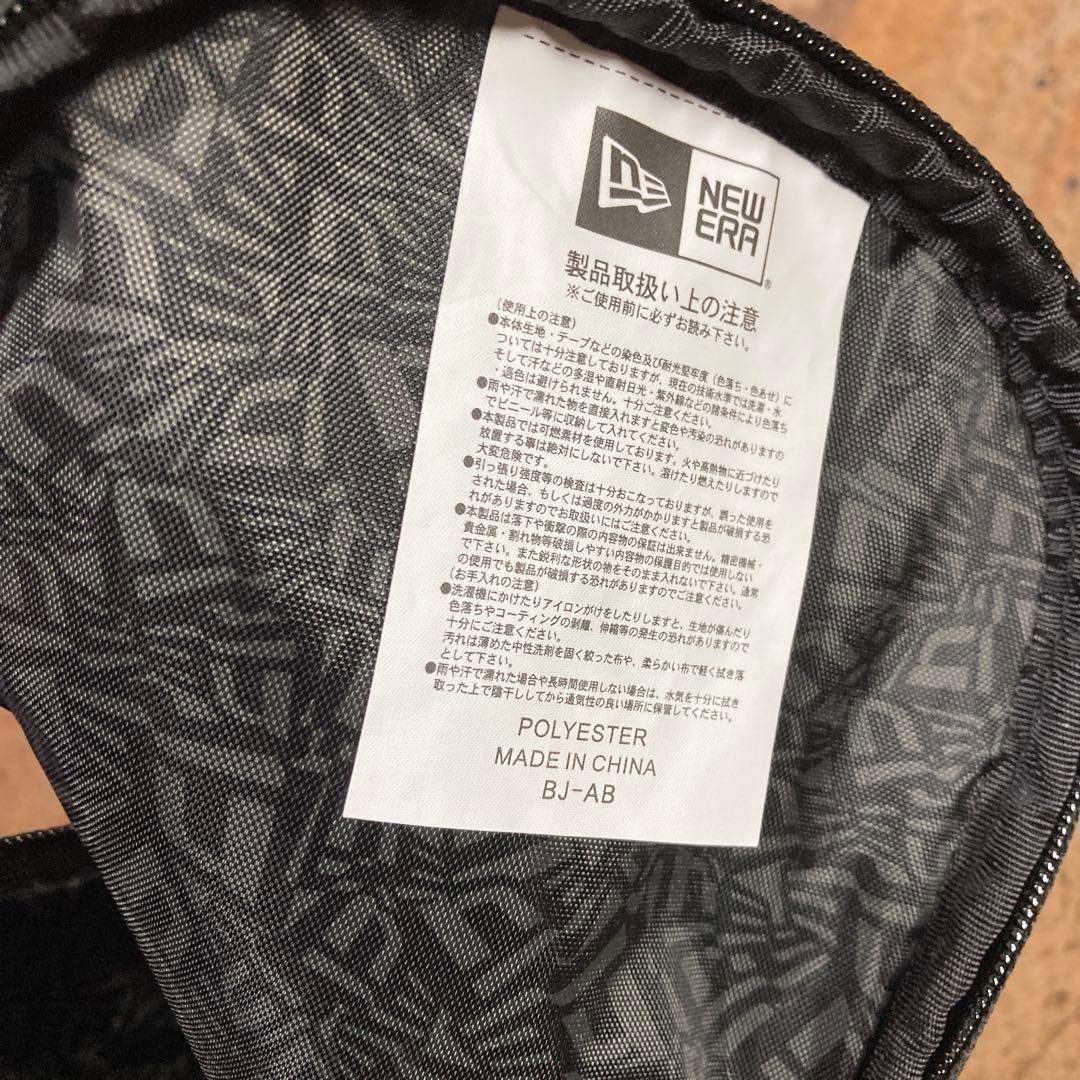 NE
NEW
ERA
®
製品取扱い上の注意
※ご使用前に必ずお読み下さい。
(使用上の注意)
●本体生地・テープなどの染色及び耐光堅牢度(色落ち・色あせ)に
ついては十分注意しておりますが、現在の技術水準では洗濯・水
そして汗などの多湿や直射日光・紫外線などの諸条件により色落ち
・退色は避けられません。十分ご注意ください。
●雨や汗で濡れた物を直接入れますと変色や汚染の恐れがありますの
でビニール等に収納して入れてください。
●本製品では可燃素材を使用しております。火や高熱物に近づけたり
放置する事は絶対にしないで下さい。溶けたり燃えたりしますので
大変危険です。
●引っ張り強度等の検査は十分おこなっておりますが、誤った使用を
された場合、もしくは過度の外力がかかりますと製品が破損する恐
れがありますのでお取扱いにはご注意ください。
●本製品は落下や衝撃の際の内容物の保証は出来ません。精密機械・
貴金属・割れ物等破損しやすい内容物の保護目的では使用しない
で下さい。また鋭利な形状の物をそのまま入れないで下さい。通常
の使用でも製品が破損する恐れがありますのでご注意ください。
(お手入れの注意)
●洗濯機にかけたりアイロンがけをしたりしますと、生地が傷んだり
色落ちやコーティングの剥離、伸縮等の発生の恐れがありますので
十分にご注意ください。
汚れは薄めた中性洗剤を固く絞った布や、柔らかい布で軽く拭き落
として下さい。
●雨や汗で濡れた場合や長時間使用しない場合は、水気を十分に拭き
取った上で陰干ししてから通気性の良い場所に保管してください。
POLYESTER
MADE IN CHINA
BJ-AB